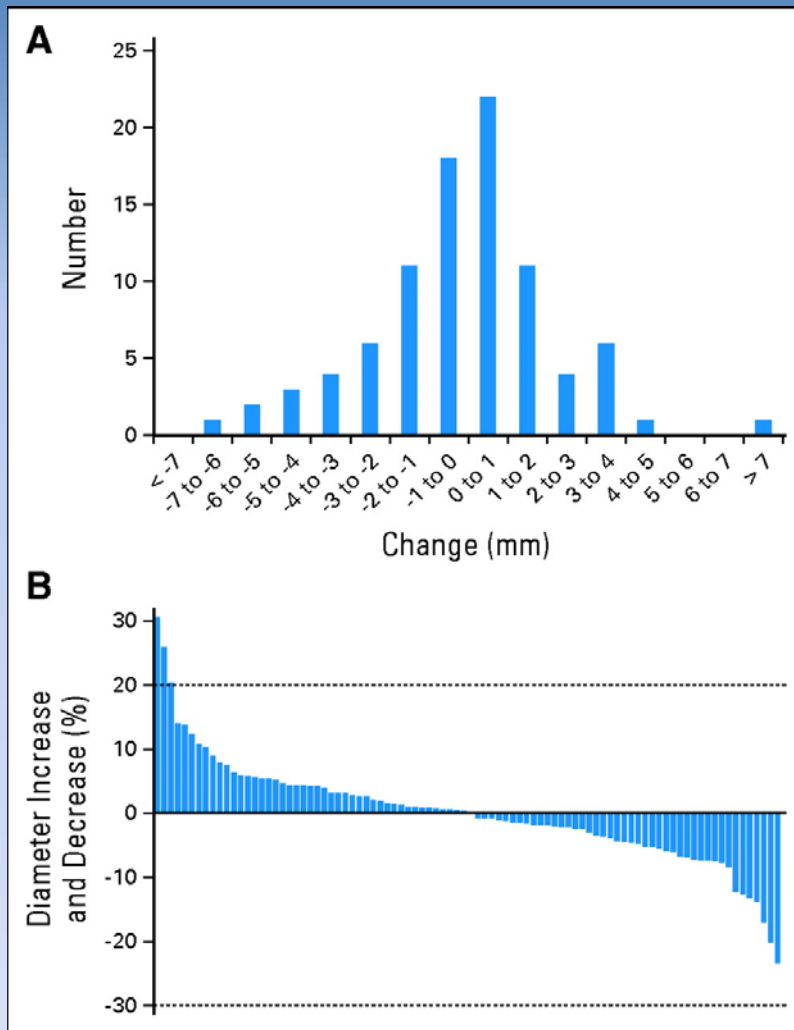 A
25
20
15
10
5
0
Number
< -7
-7 to -6
-6 to -5
-5 to -4
-4 to -3
-3 to -2
-2 to -1
-1 to 0
0 to 1
1 to 2
2 to 3
3 to 4
4 to 5
5 to 6
6 to 7
> 7
Change (mm)
B
30
20
10
0
-10
-20
-30
Diameter Increase
and Decrease (%)